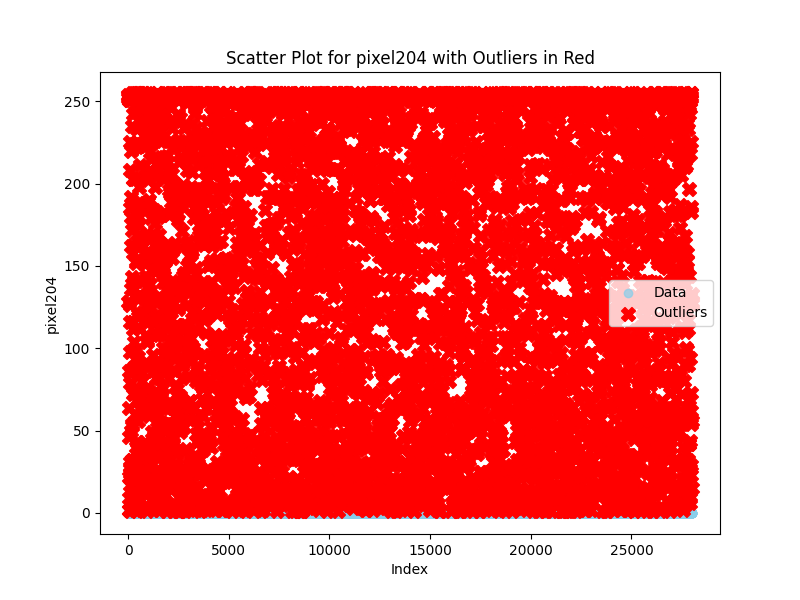 Scatter Plot for pixel204 with Outliers in Red
250
200
150
100
50
0
pixel204
Data
Outliers
0 5000 10000 15000 20000 25000
Index